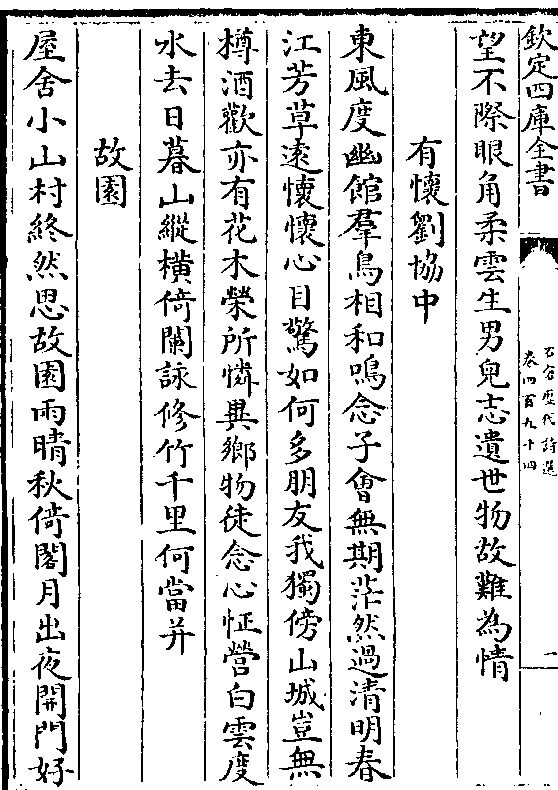 欽定四庫全書
石倉歷代詩選
卷四百九十四
一
望不際眼角柔雲生男兒志遺世物故難為情
有懷劉協中
東風度幽館羣鳥相和鳴念子會無期茫然過清明春
江芳草遠懷懷心目驚如何多朋友我獨傍山城豈無
樽酒歡亦有花木榮所憐異鄉物徒念心怔營白雲度
水去日暮山縱橫倚闌詠修竹千里何當并
故園
屋舍小山村終然思故園雨晴秋倚閣月出夜開門好